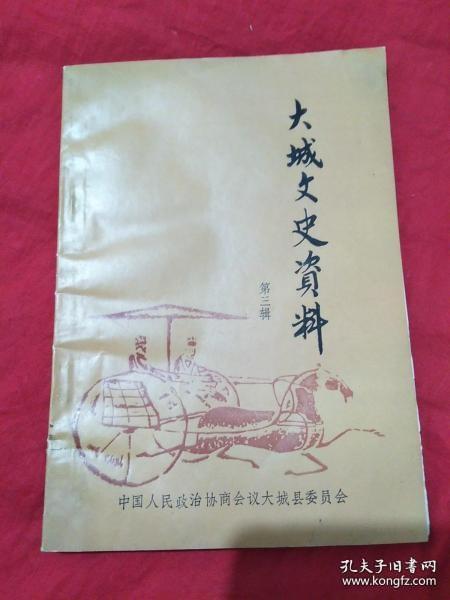 大城文史資料
第三辑
中国人民政治协商会议大城县委员会
孔夫子旧书网
www.kongfz.com